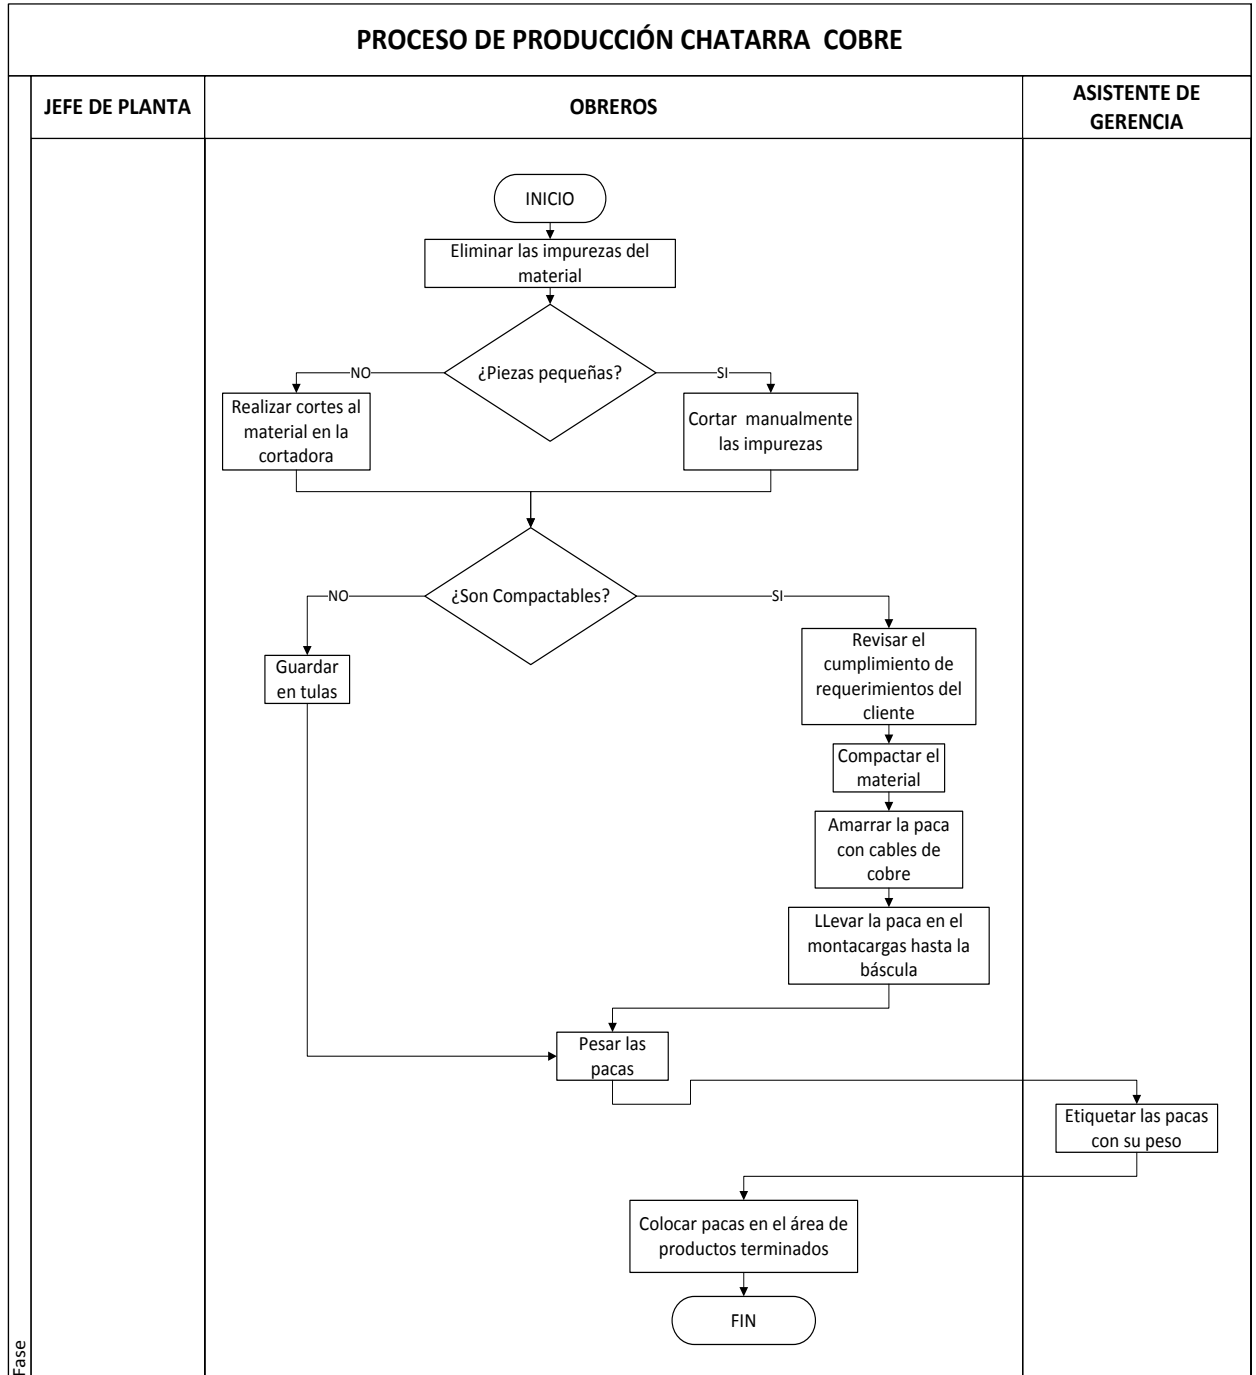 PROCESO DE PRODUCCIÓN CHATARRA  COBRE
JEFE DE PLANTA
OBREROS
ASISTENTE DE
GERENCIA
INICIO
Eliminar las impurezas del
material
¿Piezas pequeñas?
NO
SI
Realizar cortes al
material en la
cortadora
Cortar  manualmente
las impurezas
¿Son Compactables?
NO
SI
Guardar
en tulas
Revisar el
cumplimiento de
requerimientos del
cliente
Compactar el
material
Amarrar la paca
con cables de
cobre
LLevar la paca en el
montacargas hasta la
báscula
Pesar las
pacas
Etiquetar las pacas
con su peso
Colocar pacas en el área de
productos terminados
FIN
Fase